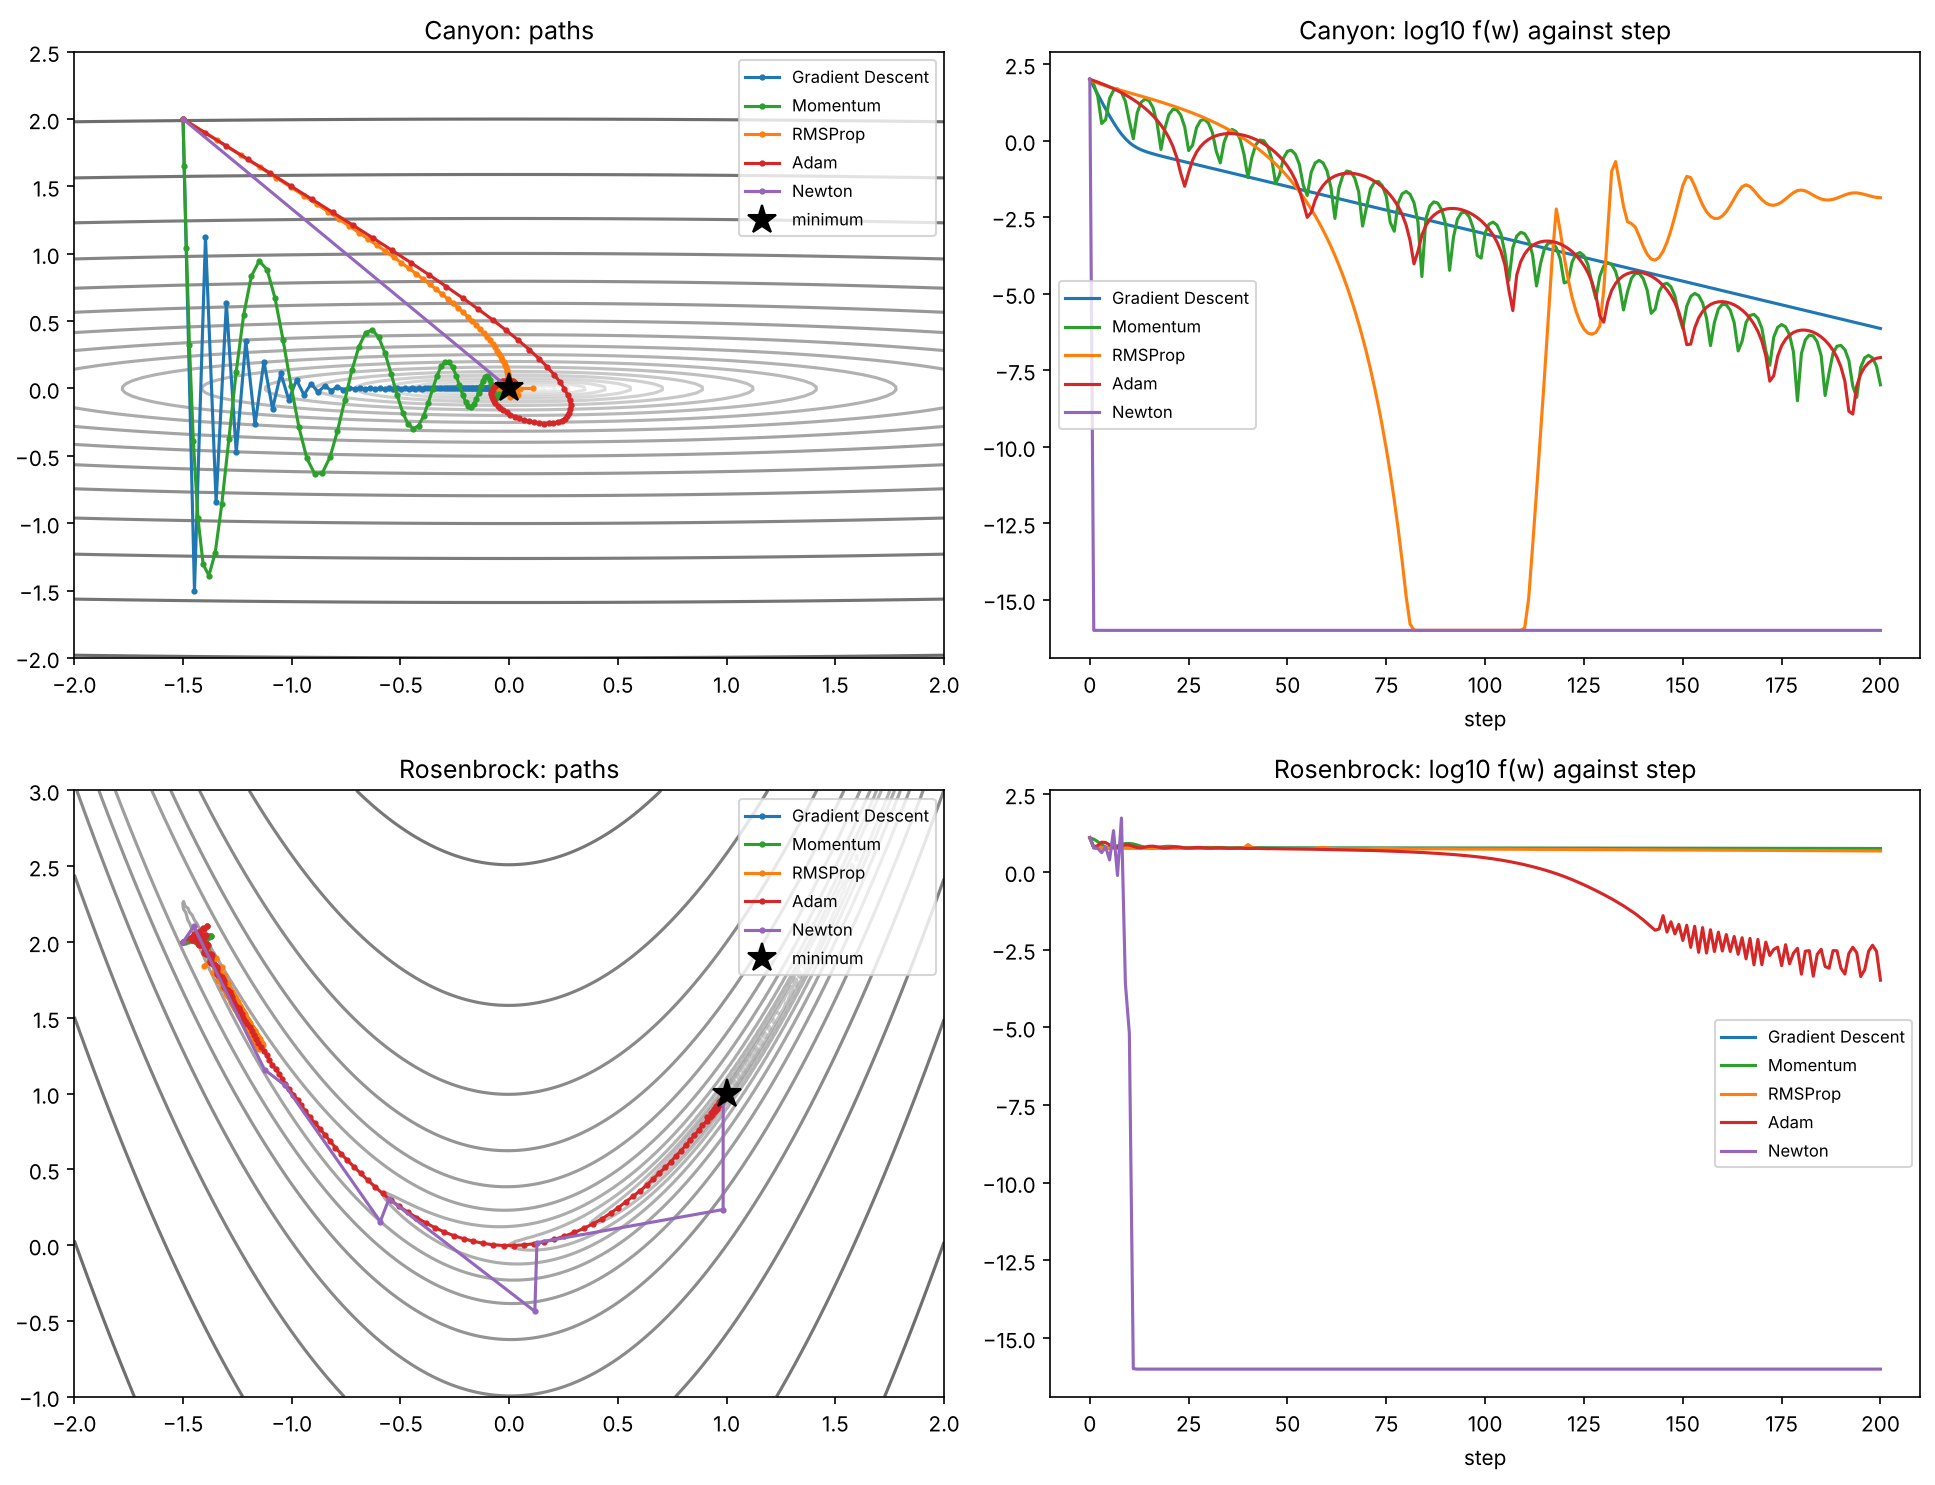 Canyon: paths
2.5
2.0
1.5
1.0
0.5
0.0
−0.5
−1.0
−1.5
−2.0
−2.0 −1.5 −1.0 −0.5 0.0 0.5 1.0 1.5 2.0
Gradient Descent
Momentum
RMSProp
Adam
Newton
minimum
Canyon: log10 f(w) against step
2.5
0.0
−2.5
−5.0
−7.5
−10.0
−12.5
−15.0
0 25 50 75 100 125 150 175 200
step
Gradient Descent
Momentum
RMSProp
Adam
Newton
Rosenbrock: paths
3.0
2.5
2.0
1.5
1.0
0.5
0.0
−0.5
−1.0
−2.0 −1.5 −1.0 −0.5 0.0 0.5 1.0 1.5 2.0
Gradient Descent
Momentum
RMSProp
Adam
Newton
minimum
Rosenbrock: log10 f(w) against step
2.5
0.0
−2.5
−5.0
−7.5
−10.0
−12.5
−15.0
0 25 50 75 100 125 150 175 200
step
Gradient Descent
Momentum
RMSProp
Adam
Newton